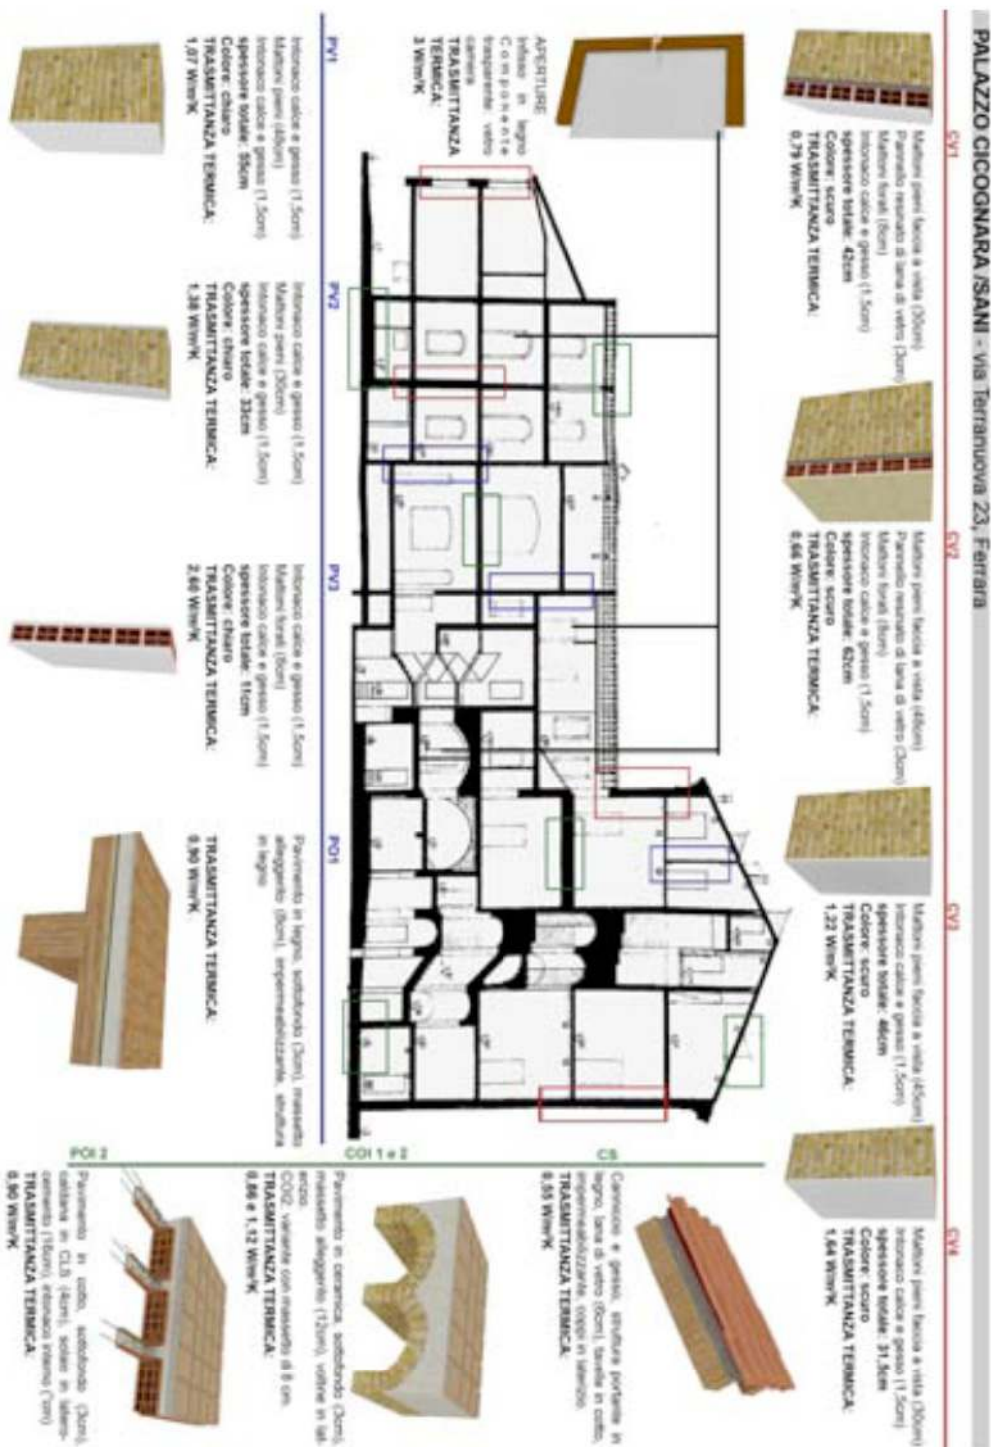 PALAZZO CICOGNARA /SANI - via Terranuova 23, Ferrara
CV1
Mattoni pieni faccia a vista (30cm)
Pannello resinato di lana di vetro (3cm)
Mattoni forati (8cm)
Intonaco calce e gesso (1,5cm)
spessore totale: 42cm
Colore: scuro
TRASMITTANZA TERMICA:
0,79 W/m²K
CV2
Mattoni pieni faccia a vista (48cm)
Pannello resinato di lana di vetro (3cm)
Mattoni forati (8cm)
Intonaco calce e gesso (1,5cm)
spessore totale: 62cm
Colore: scuro
TRASMITTANZA TERMICA:
0,66 W/m²K
Mattoni pieni faccia a vista (45cm)
Intonaco calce e gesso (1,5cm)
spessore totale: 46cm
Colore: scuro
TRASMITTANZA TERMICA:
1,22 W/m²K
CV4
Mattoni pieni faccia a vista (30cm)
Intonaco calce e gesso (1,5cm)
spessore totale: 31,5cm
Colore: scuro
TRASMITTANZA TERMICA:
1,64 W/m²K
APERTURE
Infisso in legno
Componente
trasparente vetro
camera
TRASMITTANZA
TERMICA:
3 W/m²K
CS
Canniccio e gesso, struttura portante in
legno, lana di vetro (6cm), tavelle in cotto,
impermeabilizzante, coppi in laterizio
TRASMITTANZA TERMICA:
0,55 W/m²K
COI 1 e 2
Pavimento in ceramica, sottofondo (3cm),
massetto alleggerito (12cm), voltine in lat-
erizio.
COI2: variante con massetto di 8 cm.
TRASMITTANZA TERMICA:
0,86 e 1,12 W/m²K
POI 2
Pavimento in cotto, sottofondo (3cm),
caldana in CLS (4cm), solaio in latero-
cemento (16cm), intonaco interno
TRASMITTANZA TERMICA:
0,90 W/m²K
PV1
Intonaco calce e gesso (1,5cm)
Mattoni pieni (48cm)
Intonaco calce e gesso (1,5cm)
spessore totale: 55cm
Colore: chiaro
TRASMITTANZA TERMICA:
1,07 W/m²K
PV2
Intonaco calce e gesso (1,5cm)
Mattoni pieni (30cm)
Intonaco calce e gesso (1,5cm)
spessore totale: 33cm
Colore: chiaro
TRASMITTANZA TERMICA:
1,38 W/m²K
PV3
Intonaco calce e gesso (1,5cm)
Mattoni forati (8cm)
Intonaco calce e gesso (1,5cm)
spessore totale: 11cm
Colore: chiaro
TRASMITTANZA TERMICA:
2,60 W/m²K
PO1
Pavimento in legno, sottofondo (3cm), massetto
alleggerito (8cm), impermeabilizzante, struttura
in legno
TRASMITTANZA TERMICA:
0,90 W/m²K